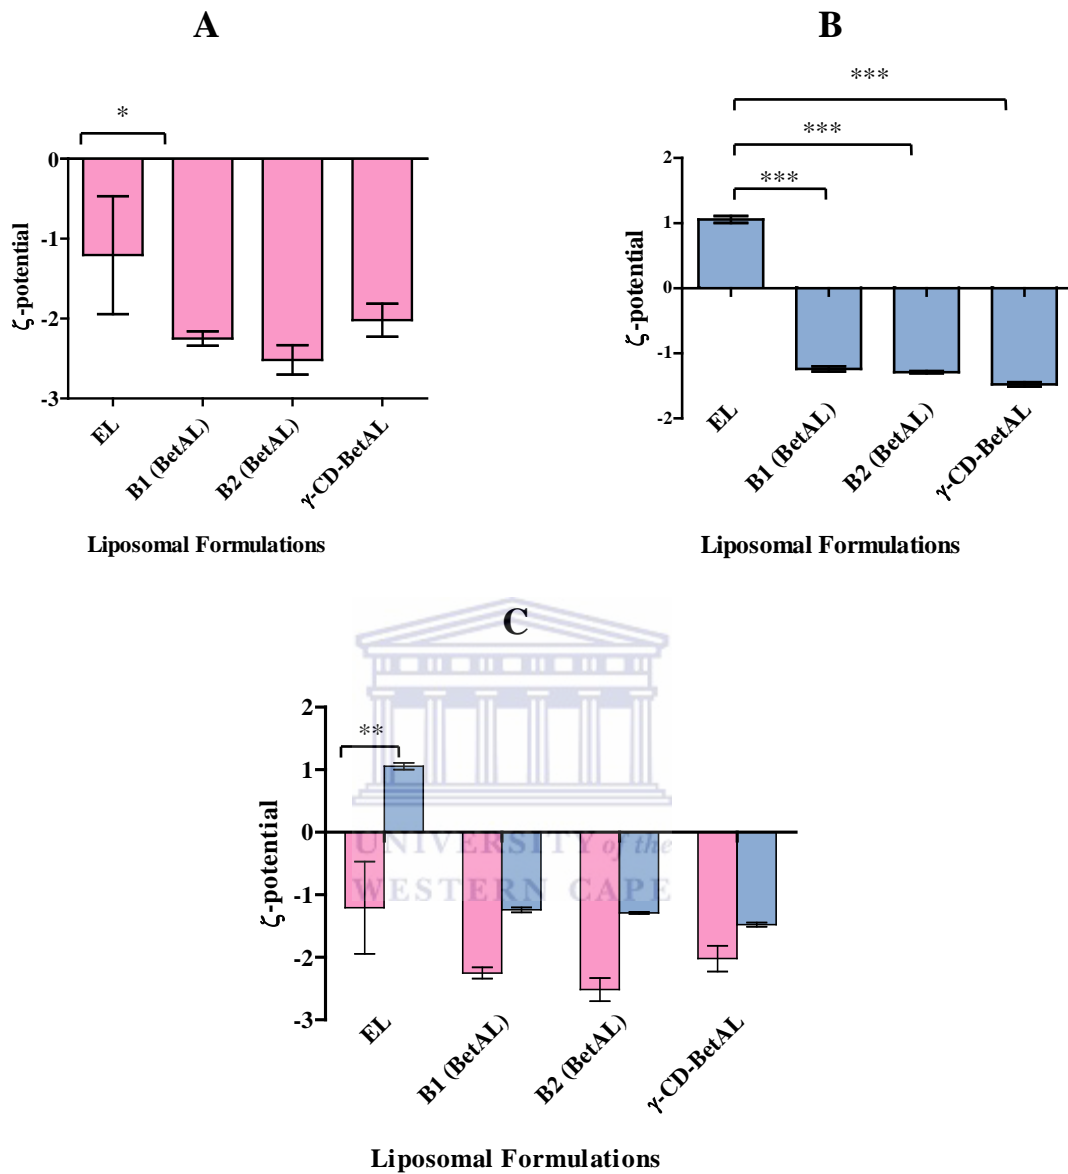 A
*
0
-1
-2
-3
ζ-potential
EL
B1 (BetAL)
B2 (BetAL)
γ-CD-BetAL
Liposomal Formulations
B
***
***
***
2
1
0
-1
-2
ζ-potential
EL
B1 (BetAL)
B2 (BetAL)
γ-CD-BetAL
Liposomal Formulations
C
**
2
1
0
-1
-2
-3
ζ-potential
UNIVERSITY of the
WESTERN CAPE
EL
B1 (BetAL)
B2 (BetAL)
γ-CD-BetAL
Liposomal Formulations